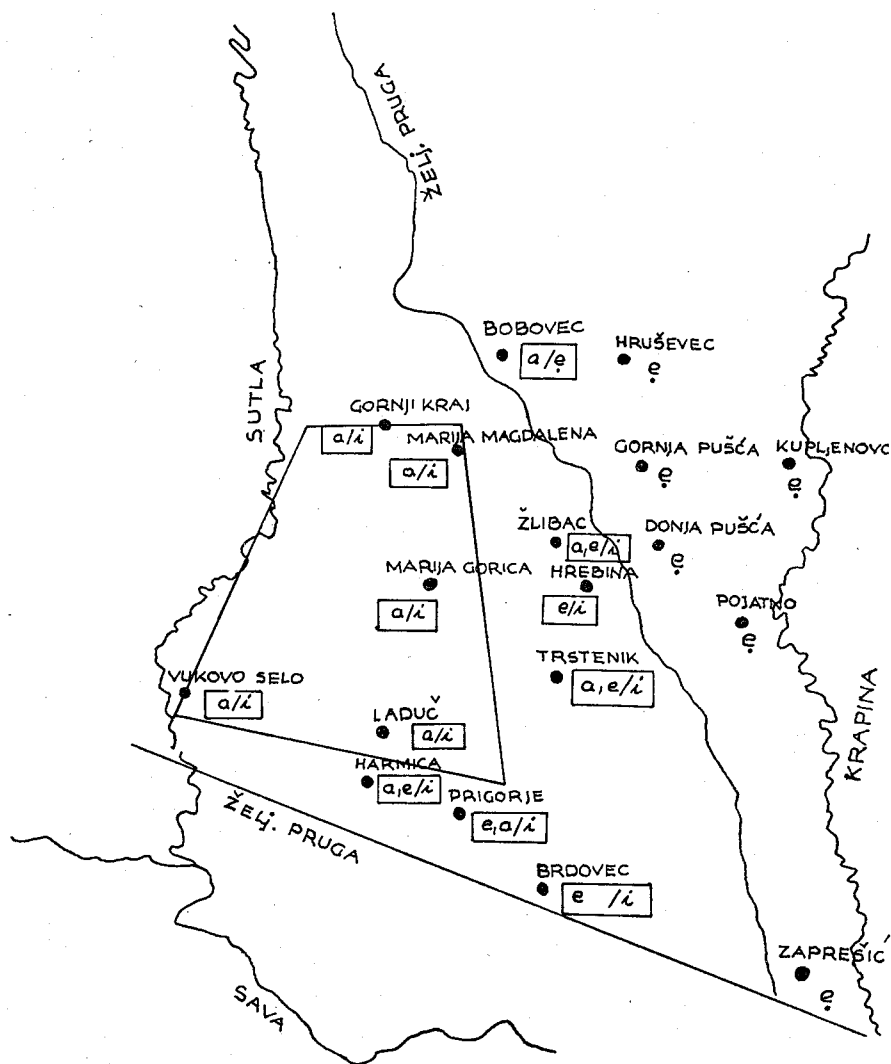 ŽELJ. PRUGA
SUTLA
BOBOVEC
a/ẹ
HRUŠEVEC
ẹ
GORNJI KRAJ
a/i
MARIJA MAGDALENA
a/i
GORNJA PUŠĆA
ẹ
KUPLJENOVO
ẹ
ŽLIBAC
a,e/i
DONJA PUŠĆA
ẹ
MARIJA GORICA
a/i
HREBINA
e/i
POJATNO
ẹ
VUKOVO SELO
a/i
TRSTENIK
a, e/i
LADUČ
a/i
KRAPINA
HARMICA
a,e/i
PRIGORJE
e,a/i
ŽELJ. PRUGA
BRDOVEC
e /i
ZAPREŠIĆ
ẹ
SAVA